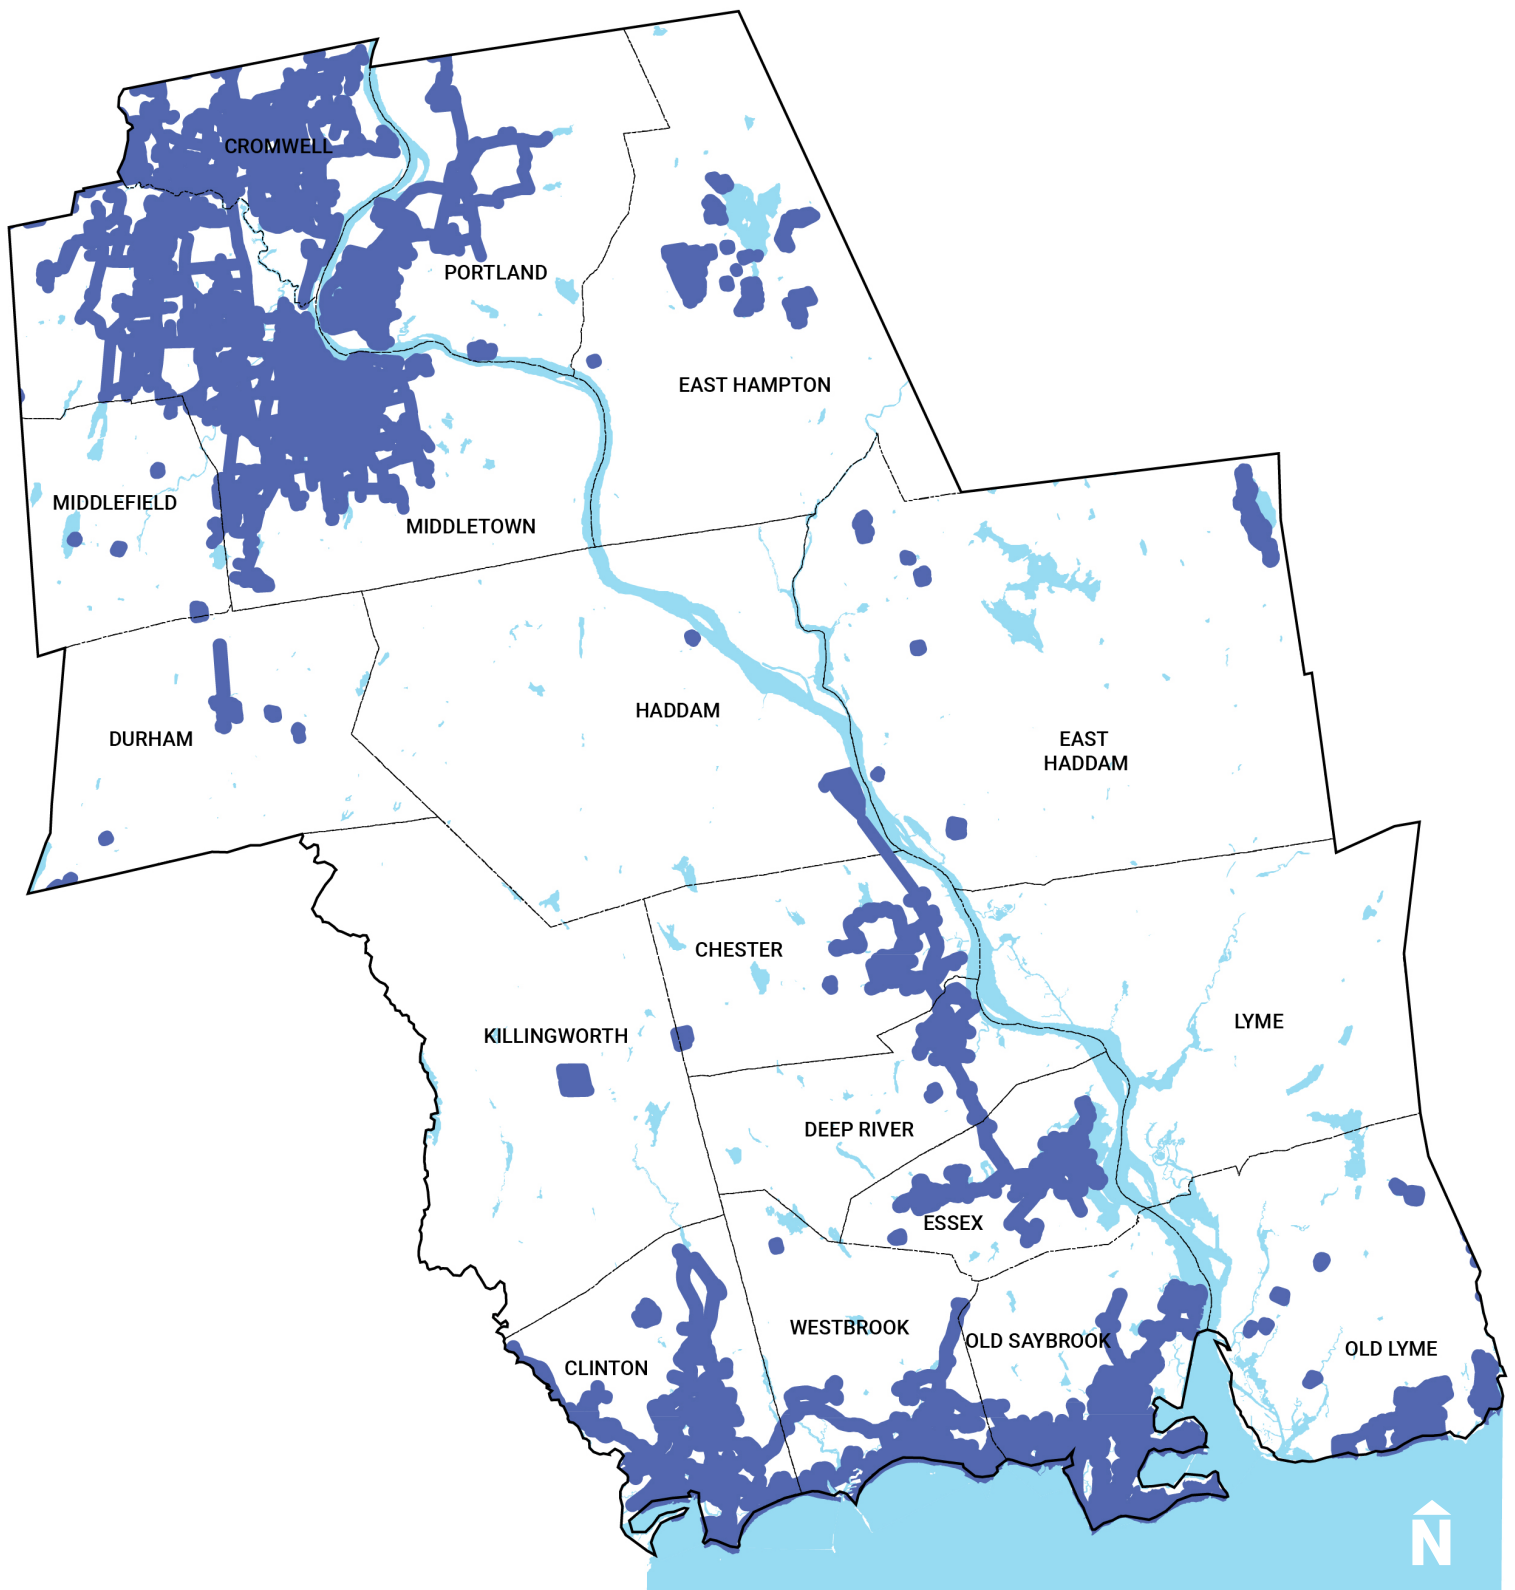 CROMWELL
PORTLAND
EAST HAMPTON
MIDDLEFIELD
MIDDLETOWN
HADDAM
DURHAM
EAST
HADDAM
CHESTER
KILLINGWORTH
LYME
DEEP RIVER
ESSEX
WESTBROOK
OLD SAYBROOK
OLD LYME
CLINTON
N